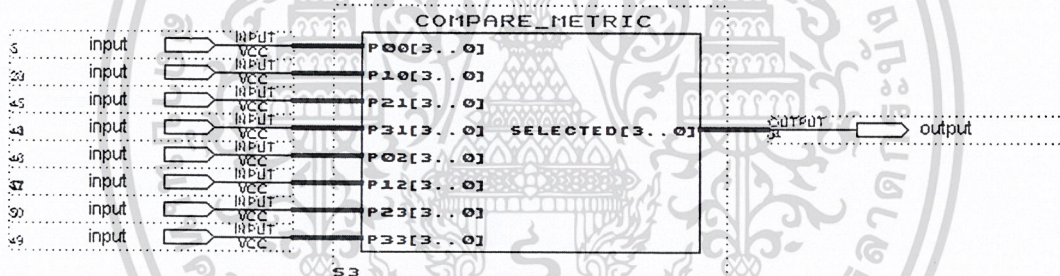 COMPARE_METRIC
input INPUT VCC P00[3..0]
input INPUT VCC P10[3..0]
input INPUT VCC P21[3..0]
input INPUT VCC P31[3..0] SELECTED[3..0] OUTPUT output
input INPUT VCC P02[3..0]
input INPUT VCC P12[3..0]
input INPUT VCC P23[3..0]
input INPUT VCC P33[3..0]
53